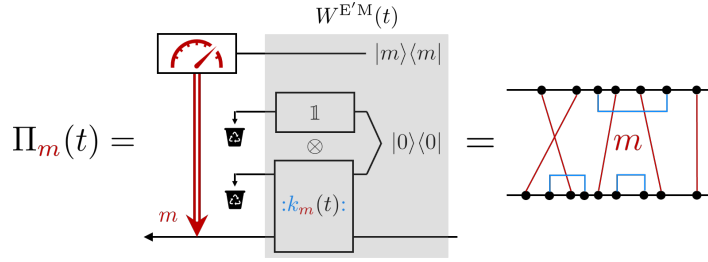 W^{E'M}(t)
|m⟩⟨m|
𝟙
Π_m(t) =
⊗
|0⟩⟨0|
=
m
:k_m(t):
m